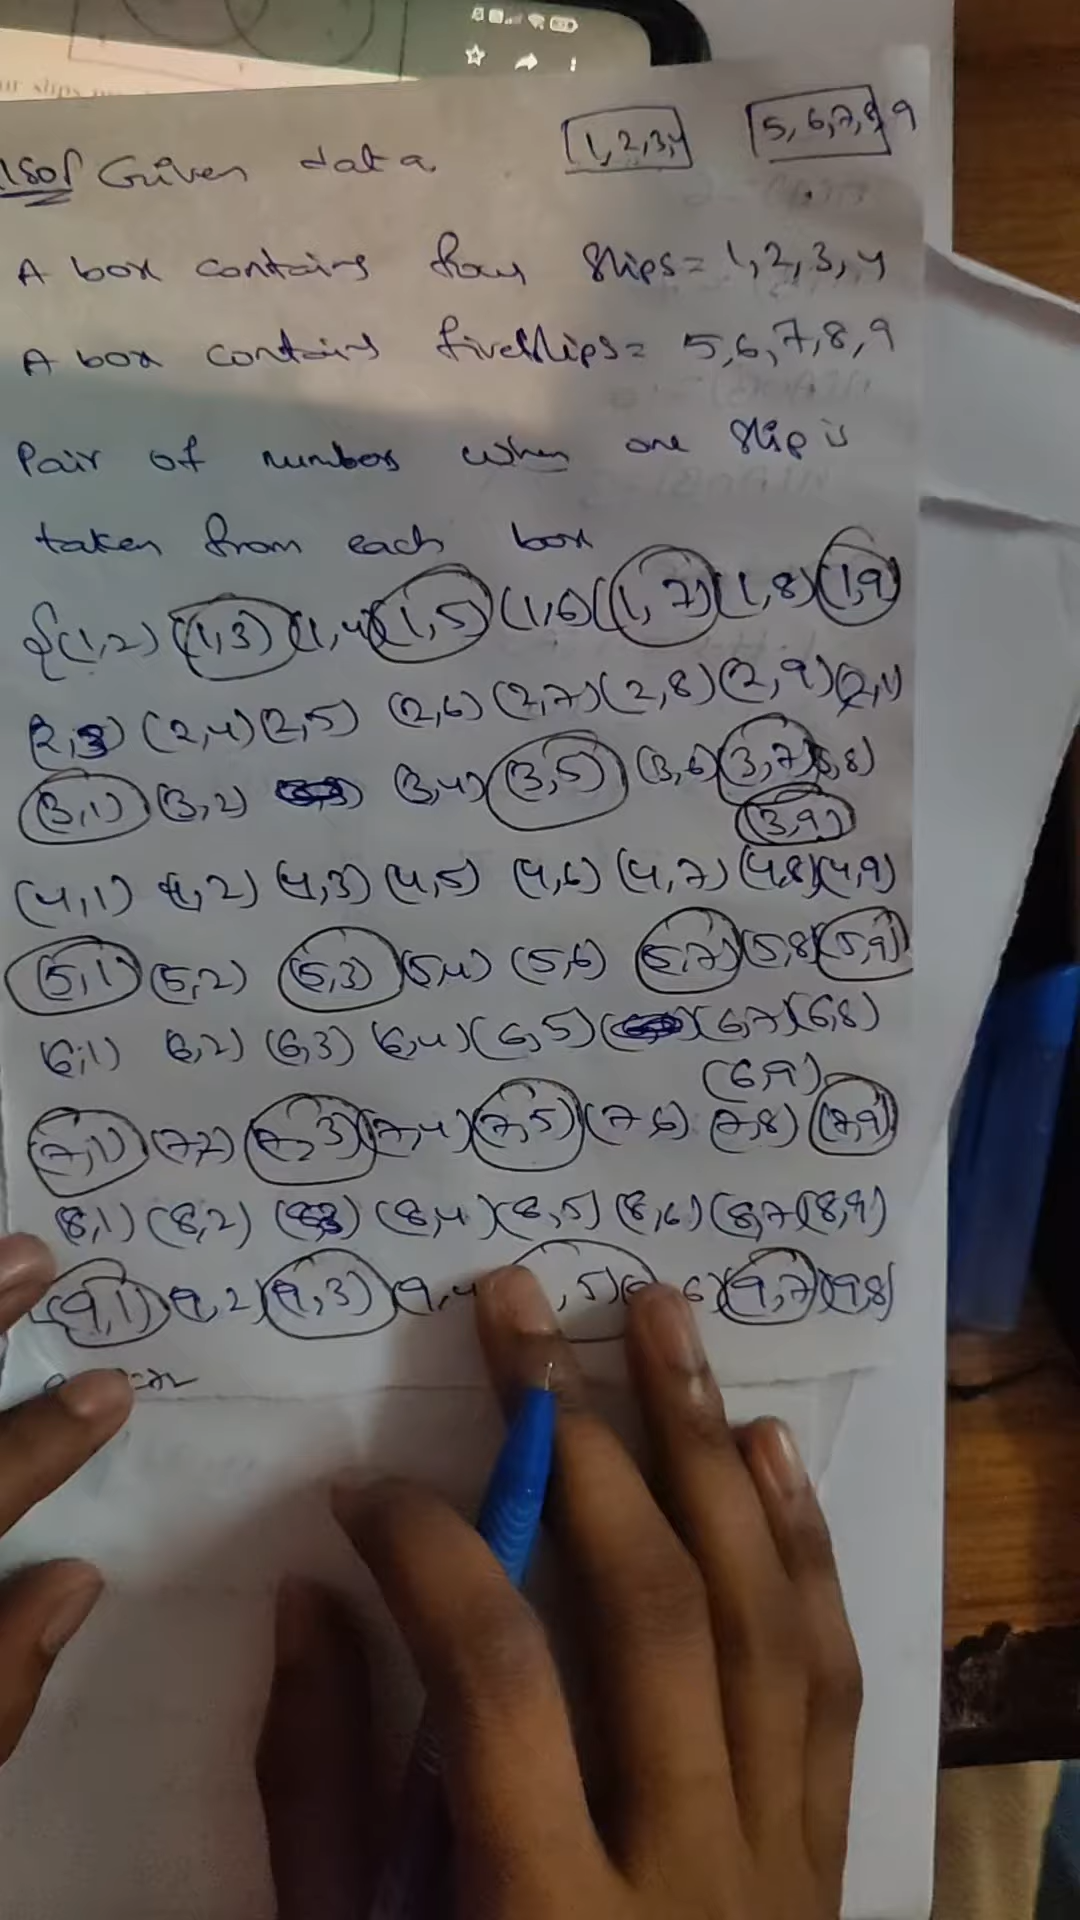 1,2,3,4
5,6,7,8,9
1 sol Given data
A box contains four slips= 1,2,3,4
A box contains fiveslips= 5,6,7,8,9
Pair of numbers when one slip is
taken from each box
{(1,2) (1,3) (1,4) (1,5) (1,6) (1,7) (1,8) (1,9)
(2,3) (2,4) (2,5) (2,6) (2,7) (2,8) (2,9) (2,1)
(3,1) (3,2) (3,4) (3,5) (3,6) (3,7) (3,8)
(3,9)
(4,1) (4,2) (4,3) (4,5) (4,6) (4,7) (4,8) (4,9)
(5,1) (5,2) (5,3) (5,4) (5,6) (5,7) (5,8) (5,9)
(6,1) (6,2) (6,3) (6,4) (6,5) (6,7) (6,8)
(6,9)
(7,1) (7,2) (7,3) (7,4) (7,5) (7,6) (7,8) (7,9)
(8,1) (8,2) (8,3) (8,4) (8,5) (8,6) (8,7) (8,9)
(9,1) 9,2) (9,3) (9,4 ,5) 6) (9,7) (9,8)